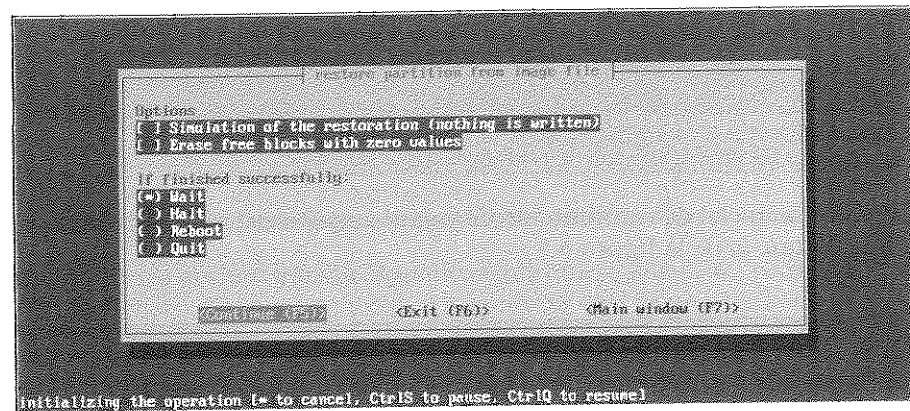 restore partition from image file
Options
[ ] Simulation of the restoration (nothing is written)
[ ] Erase free blocks with zero values
If finished successfully
(*) Wait
( ) Halt
( ) Reboot
( ) Quit
<Continue (F5)> <Exit (F6)> <Main window (F7)>
initializing the operation [* to cancel, CtrlS to pause, CtrlQ to resume]